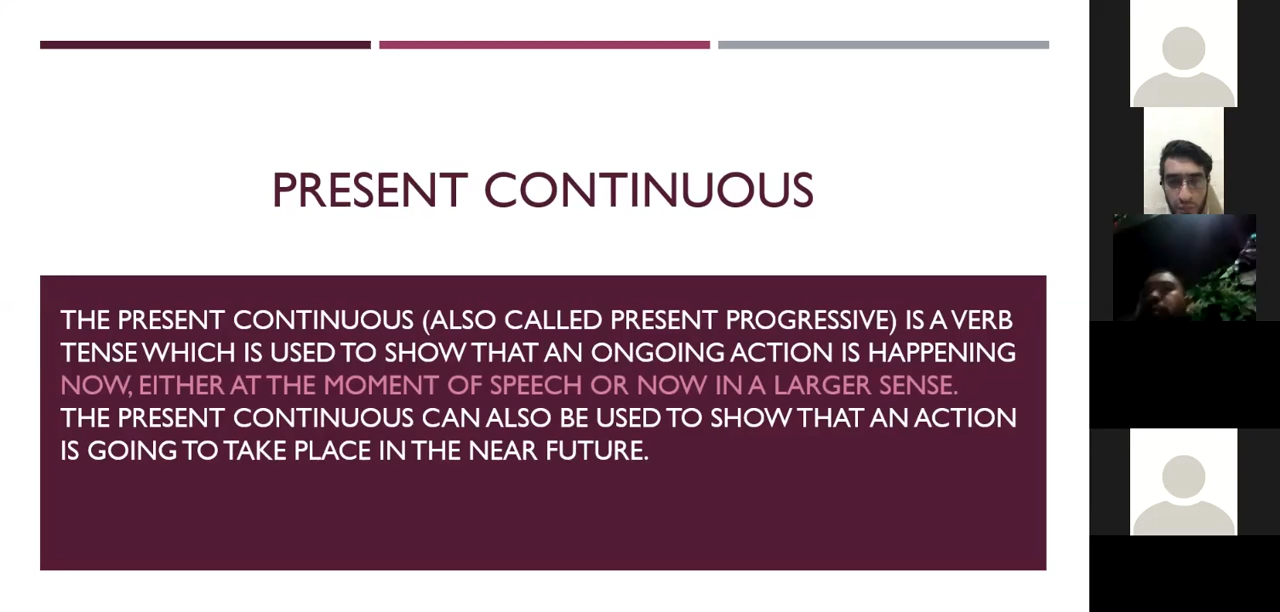 PRESENT CONTINUOUS
THE PRESENT CONTINUOUS (ALSO CALLED PRESENT PROGRESSIVE) IS A VERB
TENSE WHICH IS USED TO SHOW THAT AN ONGOING ACTION IS HAPPENING
NOW, EITHER AT THE MOMENT OF SPEECH OR NOW IN A LARGER SENSE.
THE PRESENT CONTINUOUS CAN ALSO BE USED TO SHOW THAT AN ACTION
IS GOING TO TAKE PLACE IN THE NEAR FUTURE.